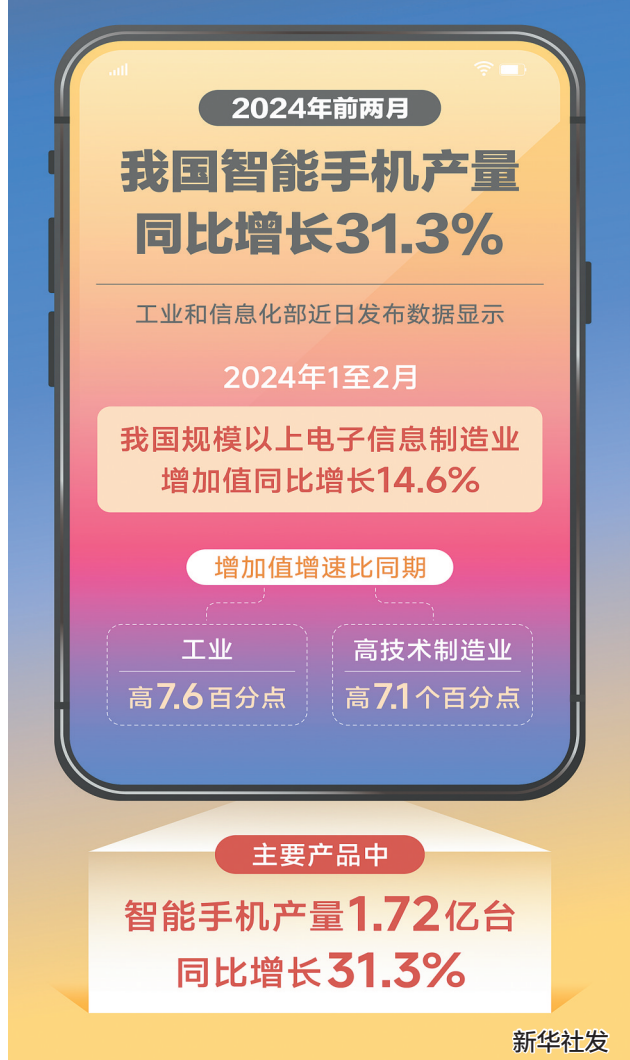 2024年前两月
我国智能手机产量
同比增长31.3%
工业和信息化部近日发布数据显示
2024年1至2月
我国规模以上电子信息制造业
增加值同比增长14.6%
增加值增速比同期
工业
高7.6百分点
高技术制造业
高7.1个百分点
主要产品中
智能手机产量1.72亿台
同比增长31.3%
新华社发